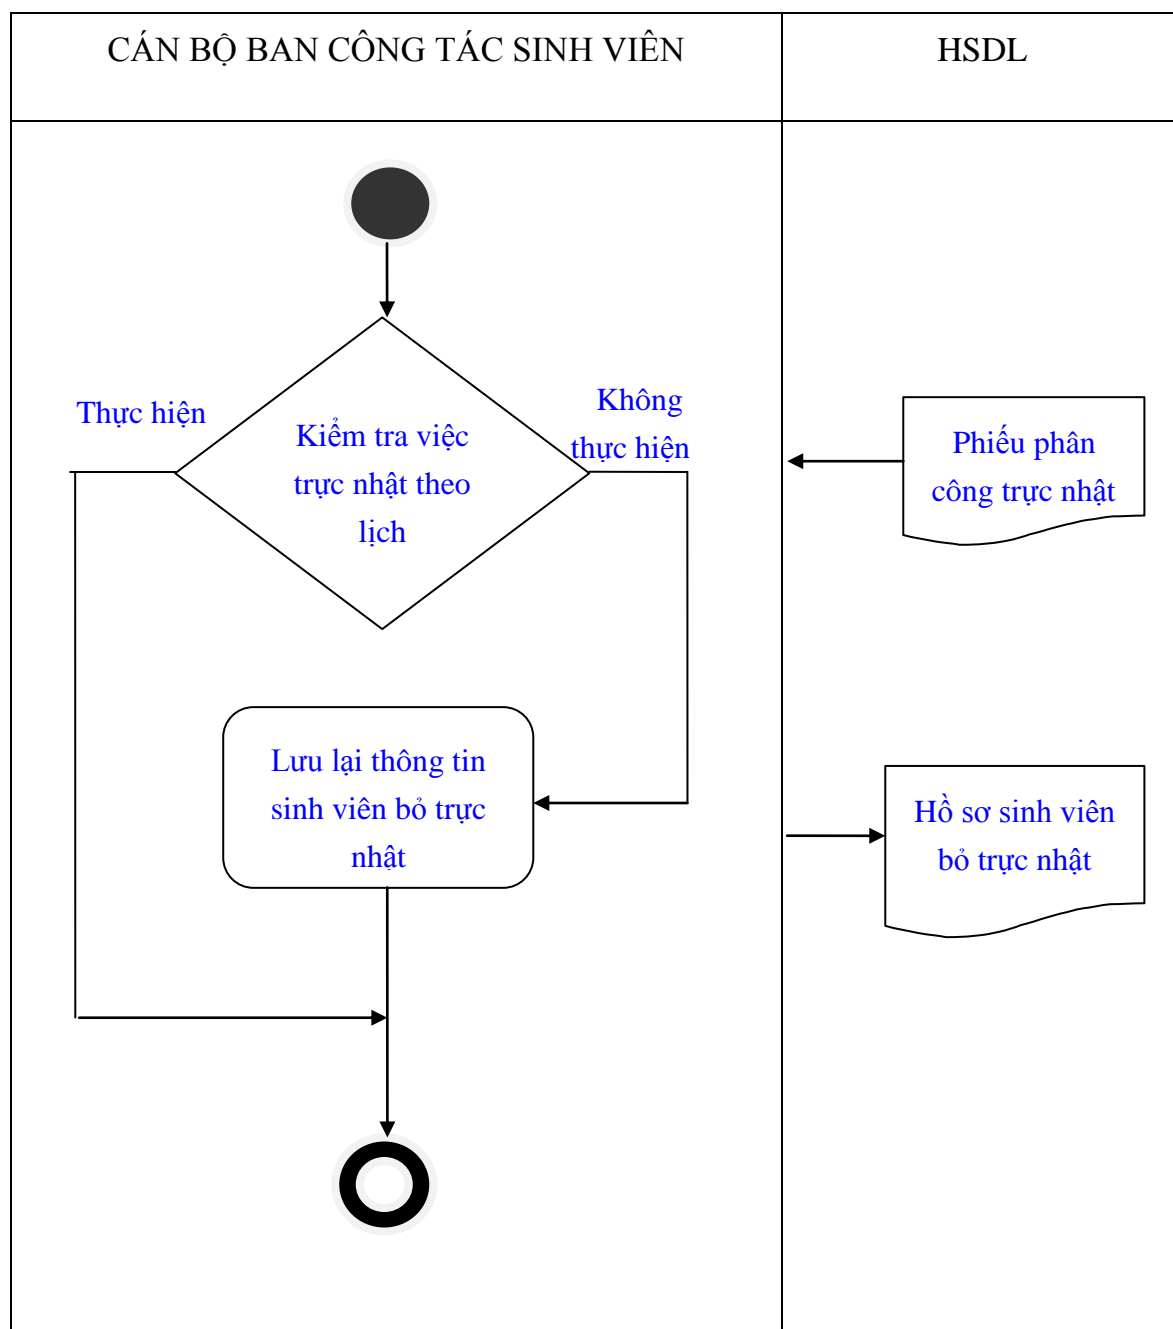 CÁN BỘ BAN CÔNG TÁC SINH VIÊN
HSDL
Thực hiện
Kiểm tra việc
trực nhật theo
lịch
Không
thực hiện
Phiếu phân
công trực nhật
Lưu lại thông tin
sinh viên bỏ trực
nhật
Hồ sơ sinh viên
bỏ trực nhật